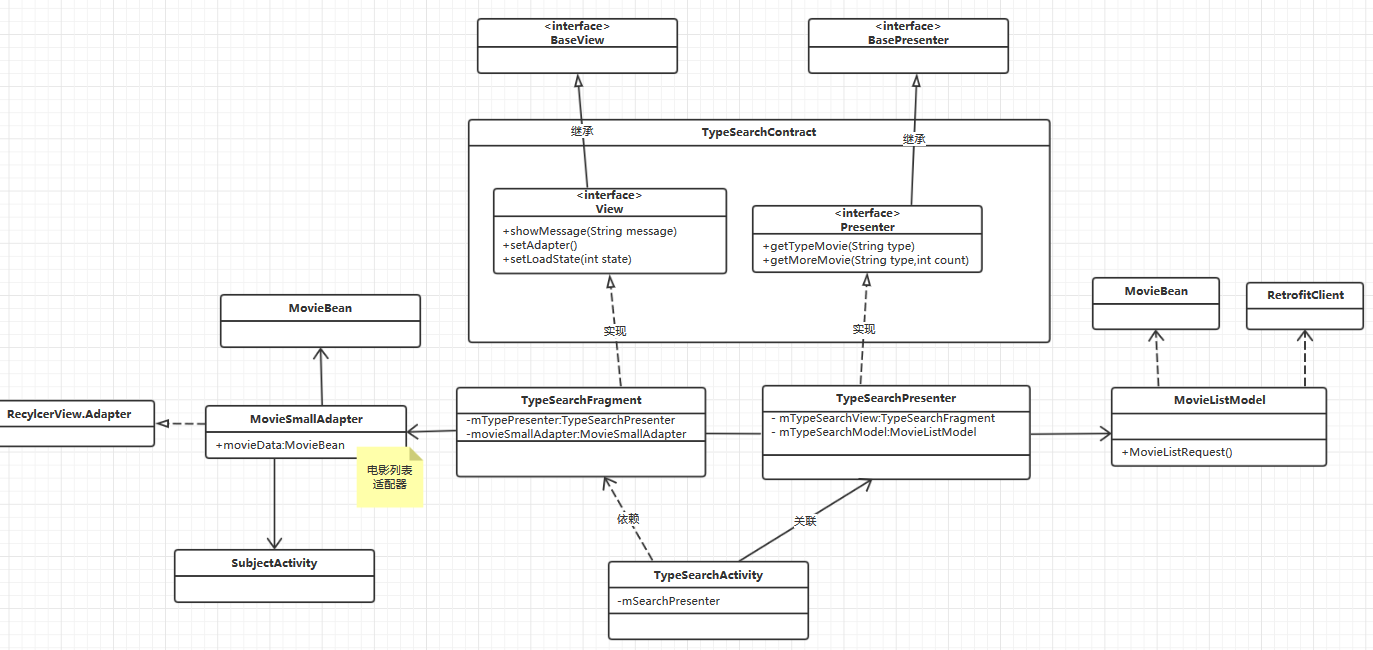 <interface>
BaseView
<interface>
BasePresenter
TypeSearchContract
继承
继承
<interface>
View
+showMessage(String message)
+setAdapter()
+setLoadState(int state)
<interface>
Presenter
+getTypeMovie(String type)
+getMoreMovie(String type,int count)
实现
实现
MovieBean
MovieBean
RetrofitClient
RecylcerView.Adapter
MovieSmallAdapter
+movieData:MovieBean
电影列表
适配器
TypeSearchFragment
-mTypePresenter:TypeSearchPresenter
-movieSmallAdapter:MovieSmallAdapter
TypeSearchPresenter
- mTypeSearchView:TypeSearchFragment
- mTypeSearchModel:MovieListModel
MovieListModel
+MovieListRequest()
依赖
关联
SubjectActivity
TypeSearchActivity
-mSearchPresenter